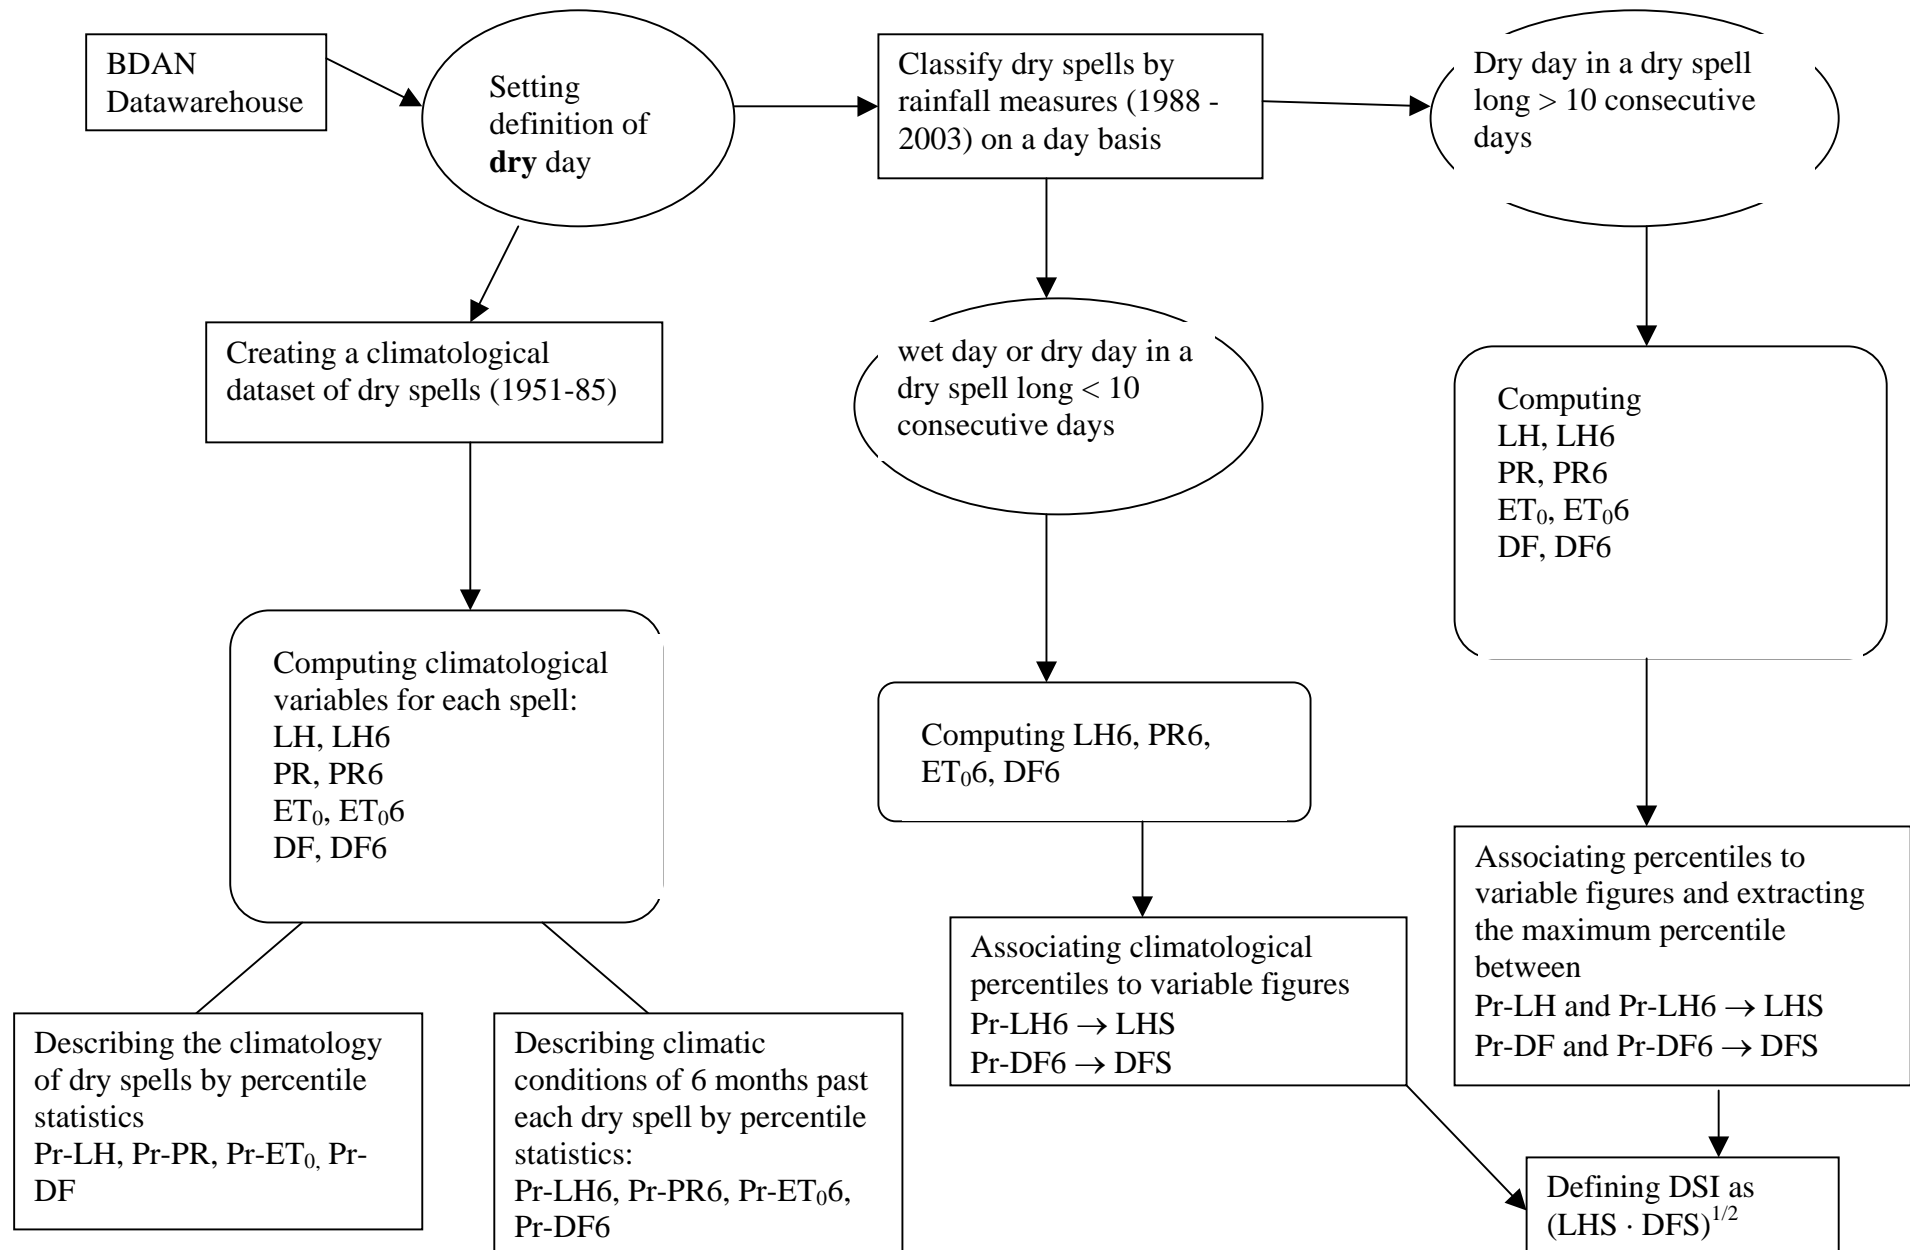 BDAN
Datawarehouse
Setting
definition of
dry day
Classify dry spells by
rainfall measures (1988 -
2003) on a day basis
Dry day in a dry spell
long > 10 consecutive
days
Creating a climatological
dataset of dry spells (1951-85)
wet day or dry day in a
dry spell long < 10
consecutive days
Computing
LH, LH6
PR, PR6
ET₀, ET₀6
DF, DF6
Computing climatological
variables for each spell:
LH, LH6
PR, PR6
ET₀, ET₀6
DF, DF6
Computing LH6, PR6,
ET₀6, DF6
Associating percentiles to
variable figures and extracting
the maximum percentile
between
Pr-LH and Pr-LH6 → LHS
Pr-DF and Pr-DF6 → DFS
Associating climatological
percentiles to variable figures
Pr-LH6 → LHS
Pr-DF6 → DFS
Describing the climatology
of dry spells by percentile
statistics
Pr-LH, Pr-PR, Pr-ET₀, Pr-
DF
Describing climatic
conditions of 6 months past
each dry spell by percentile
statistics:
Pr-LH6, Pr-PR6, Pr-ET₀6,
Pr-DF6
Defining DSI as
(LHS · DFS)¹/²